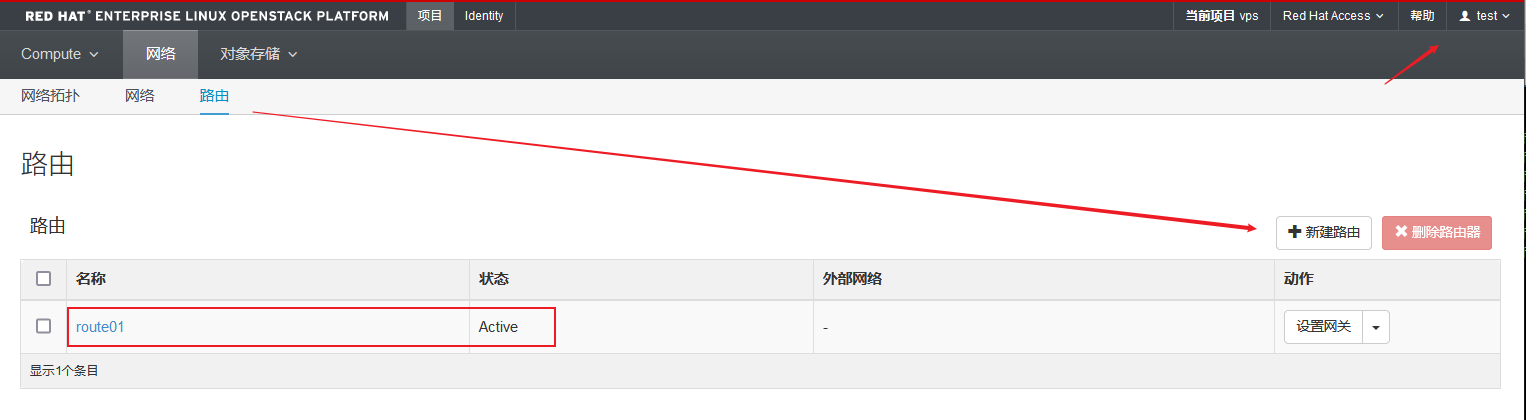 RED HAT® ENTERPRISE LINUX OPENSTACK PLATFORM 项目 Identity 当前项目 vps Red Hat Access 帮助 test
Compute 网络 对象存储
网络拓扑 网络 路由
路由
路由 新建路由 删除路由器
名称 状态 外部网络 动作
route01 Active - 设置网关
显示1个条目